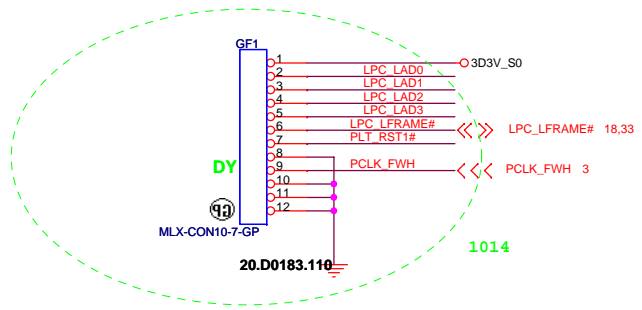 GF1
1
3D3V_S0
2
LPC_LAD0
3
LPC_LAD1
4
LPC_LAD2
5
LPC_LAD3
6
LPC_LFRAME#
LPC_LFRAME# 18,33
7
PLT_RST1#
8
DY
9
PCLK_FWH
PCLK_FWH 3
10
11
12
GP
MLX-CON10-7-GP
1014
20.D0183.110